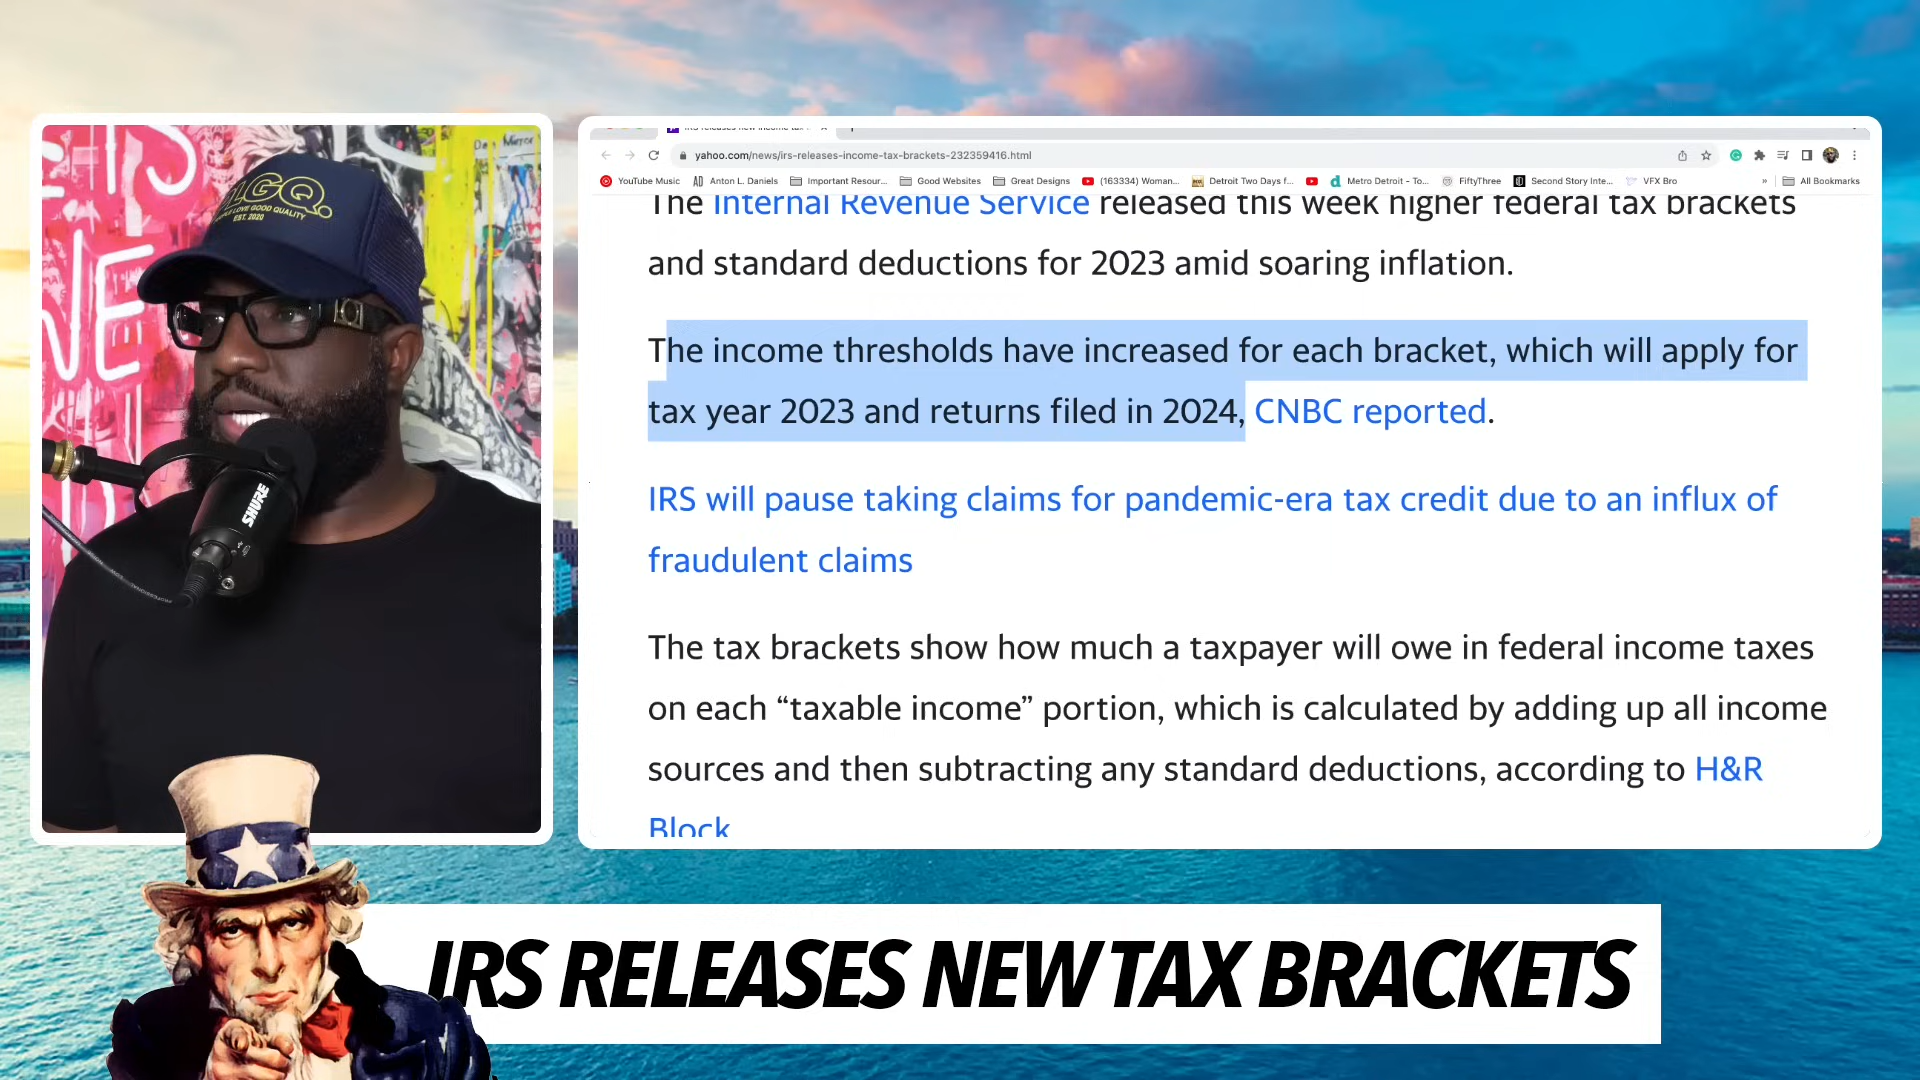 yahoo.com/news/irs-releases-income-tax-brackets-232359416.html
YouTube Music Anton L. Daniels Important Resour... Good Websites Great Designs (163334) Woman... Detroit Two Days f... Metro Detroit - To... FiftyThree Second Story Inte... VFX Bro » All Bookmarks
The Internal Revenue Service released this week higher federal tax brackets
and standard deductions for 2023 amid soaring inflation.
The income thresholds have increased for each bracket, which will apply for
tax year 2023 and returns filed in 2024, CNBC reported.
IRS will pause taking claims for pandemic-era tax credit due to an influx of
fraudulent claims
The tax brackets show how much a taxpayer will owe in federal income taxes
on each “taxable income” portion, which is calculated by adding up all income
sources and then subtracting any standard deductions, according to H&R
Block
LGQ.
LOVE GOOD QUALITY
EST. 2020
SHURE
IRS RELEASES NEW TAX BRACKETS